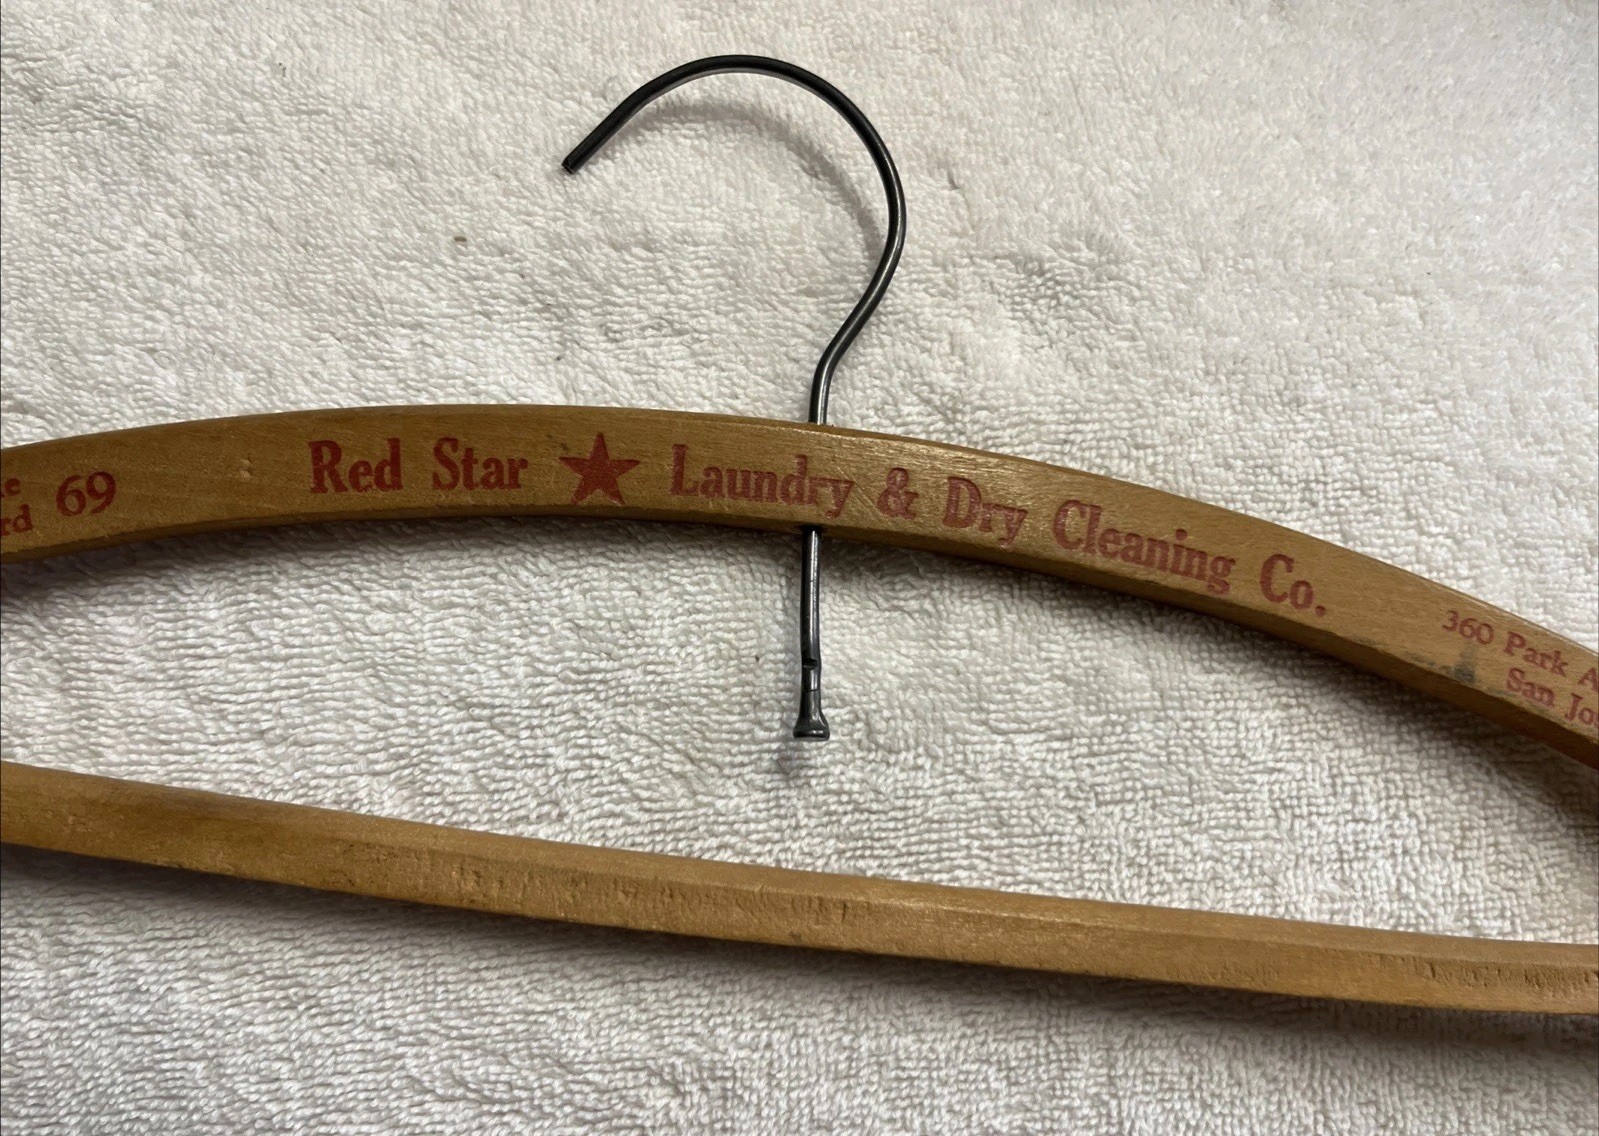 69
Red Star ★ Laundry & Dry Cleaning Co.
360 Park
San